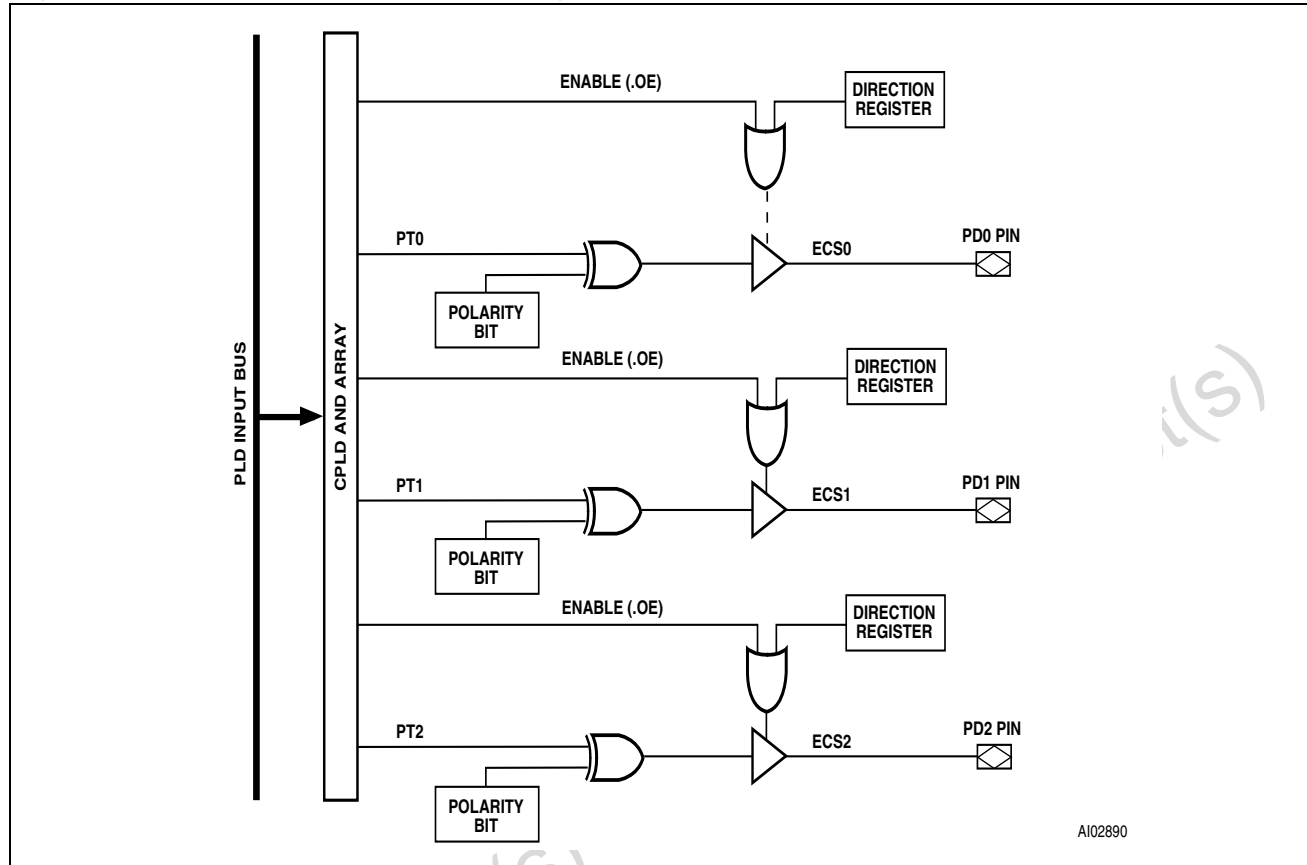 ENABLE (.OE)
DIRECTION
REGISTER
PT0
ECS0
PD0 PIN
POLARITY
BIT
PLD INPUT BUS
CPLD AND ARRAY
ENABLE (.OE)
DIRECTION
REGISTER
PT1
ECS1
PD1 PIN
POLARITY
BIT
ENABLE (.OE)
DIRECTION
REGISTER
PT2
ECS2
PD2 PIN
POLARITY
BIT
AI02890